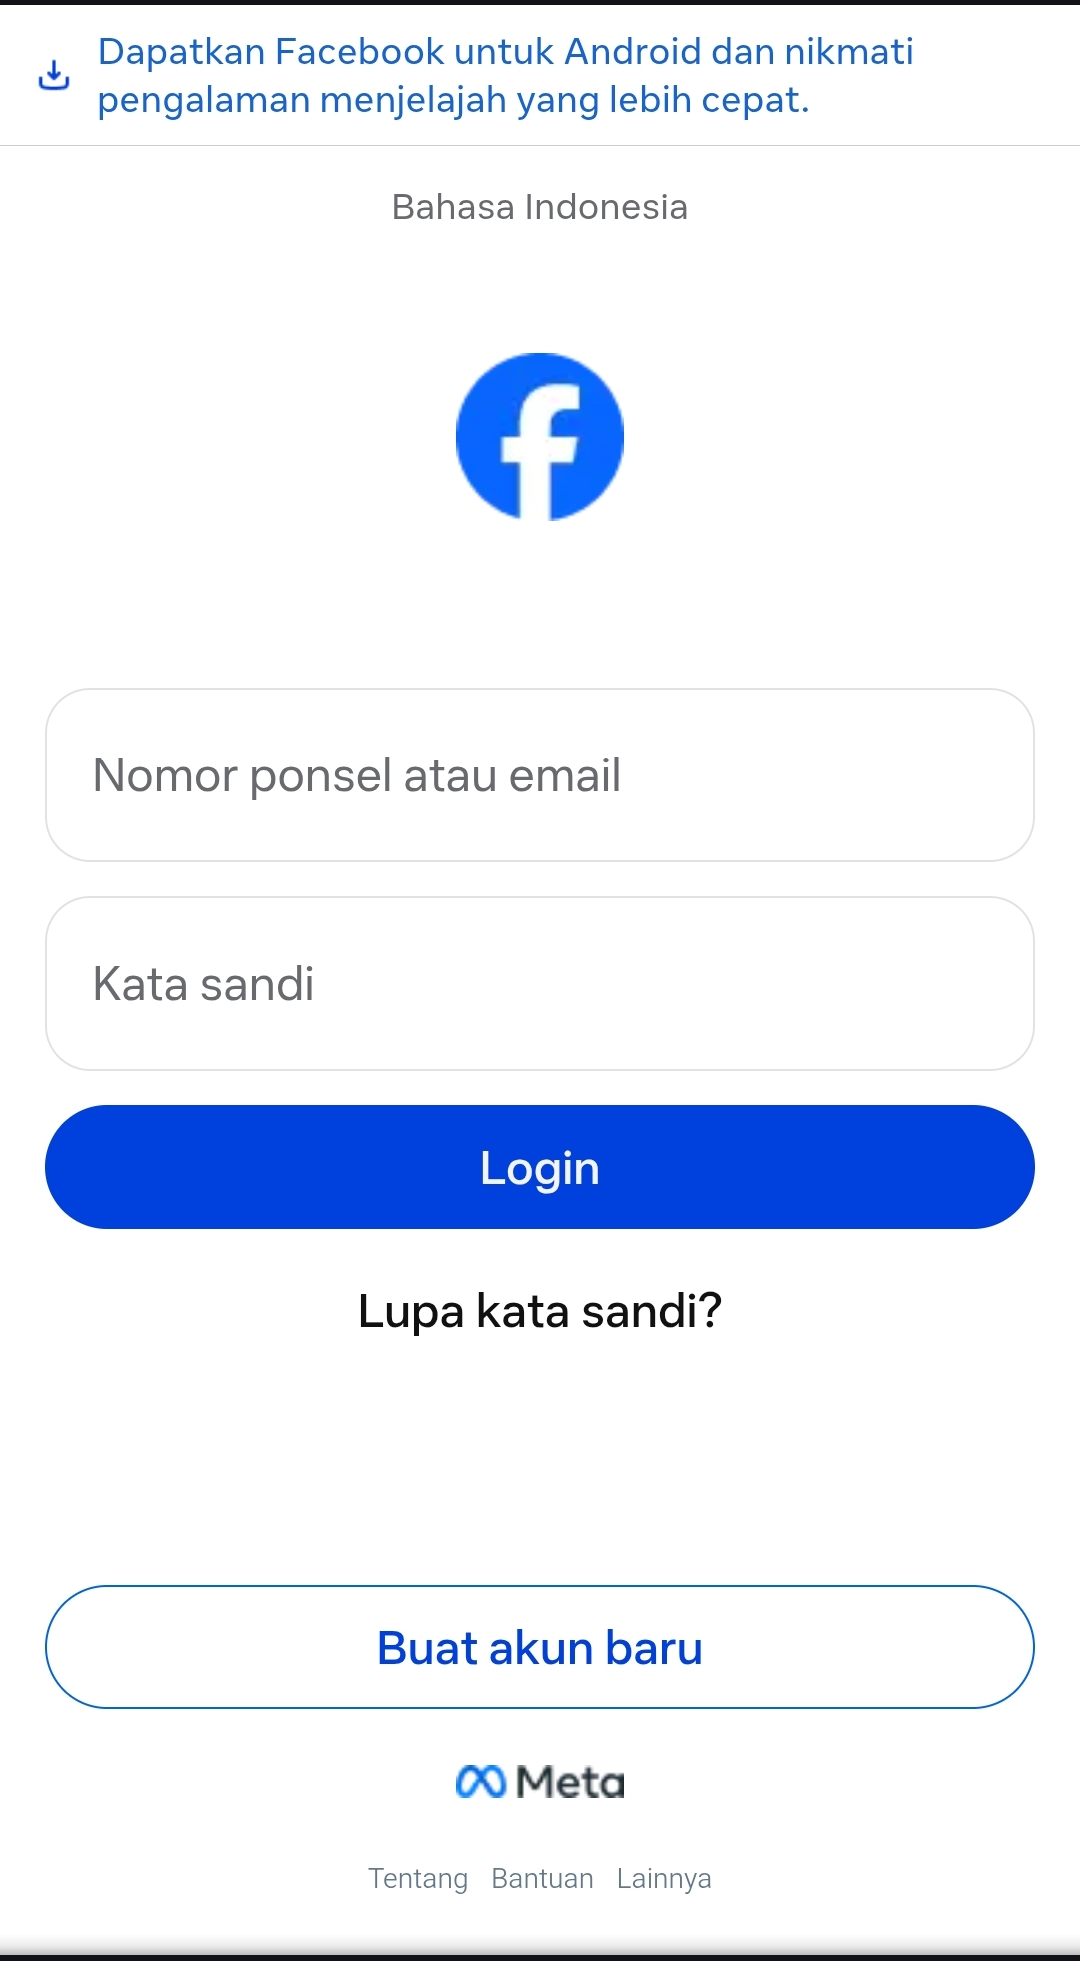 Dapatkan Facebook untuk Android dan nikmati
pengalaman menjelajah yang lebih cepat.
Bahasa Indonesia
Nomor ponsel atau email
Kata sandi
Login
Lupa kata sandi?
Buat akun baru
Meta
Tentang Bantuan Lainnya